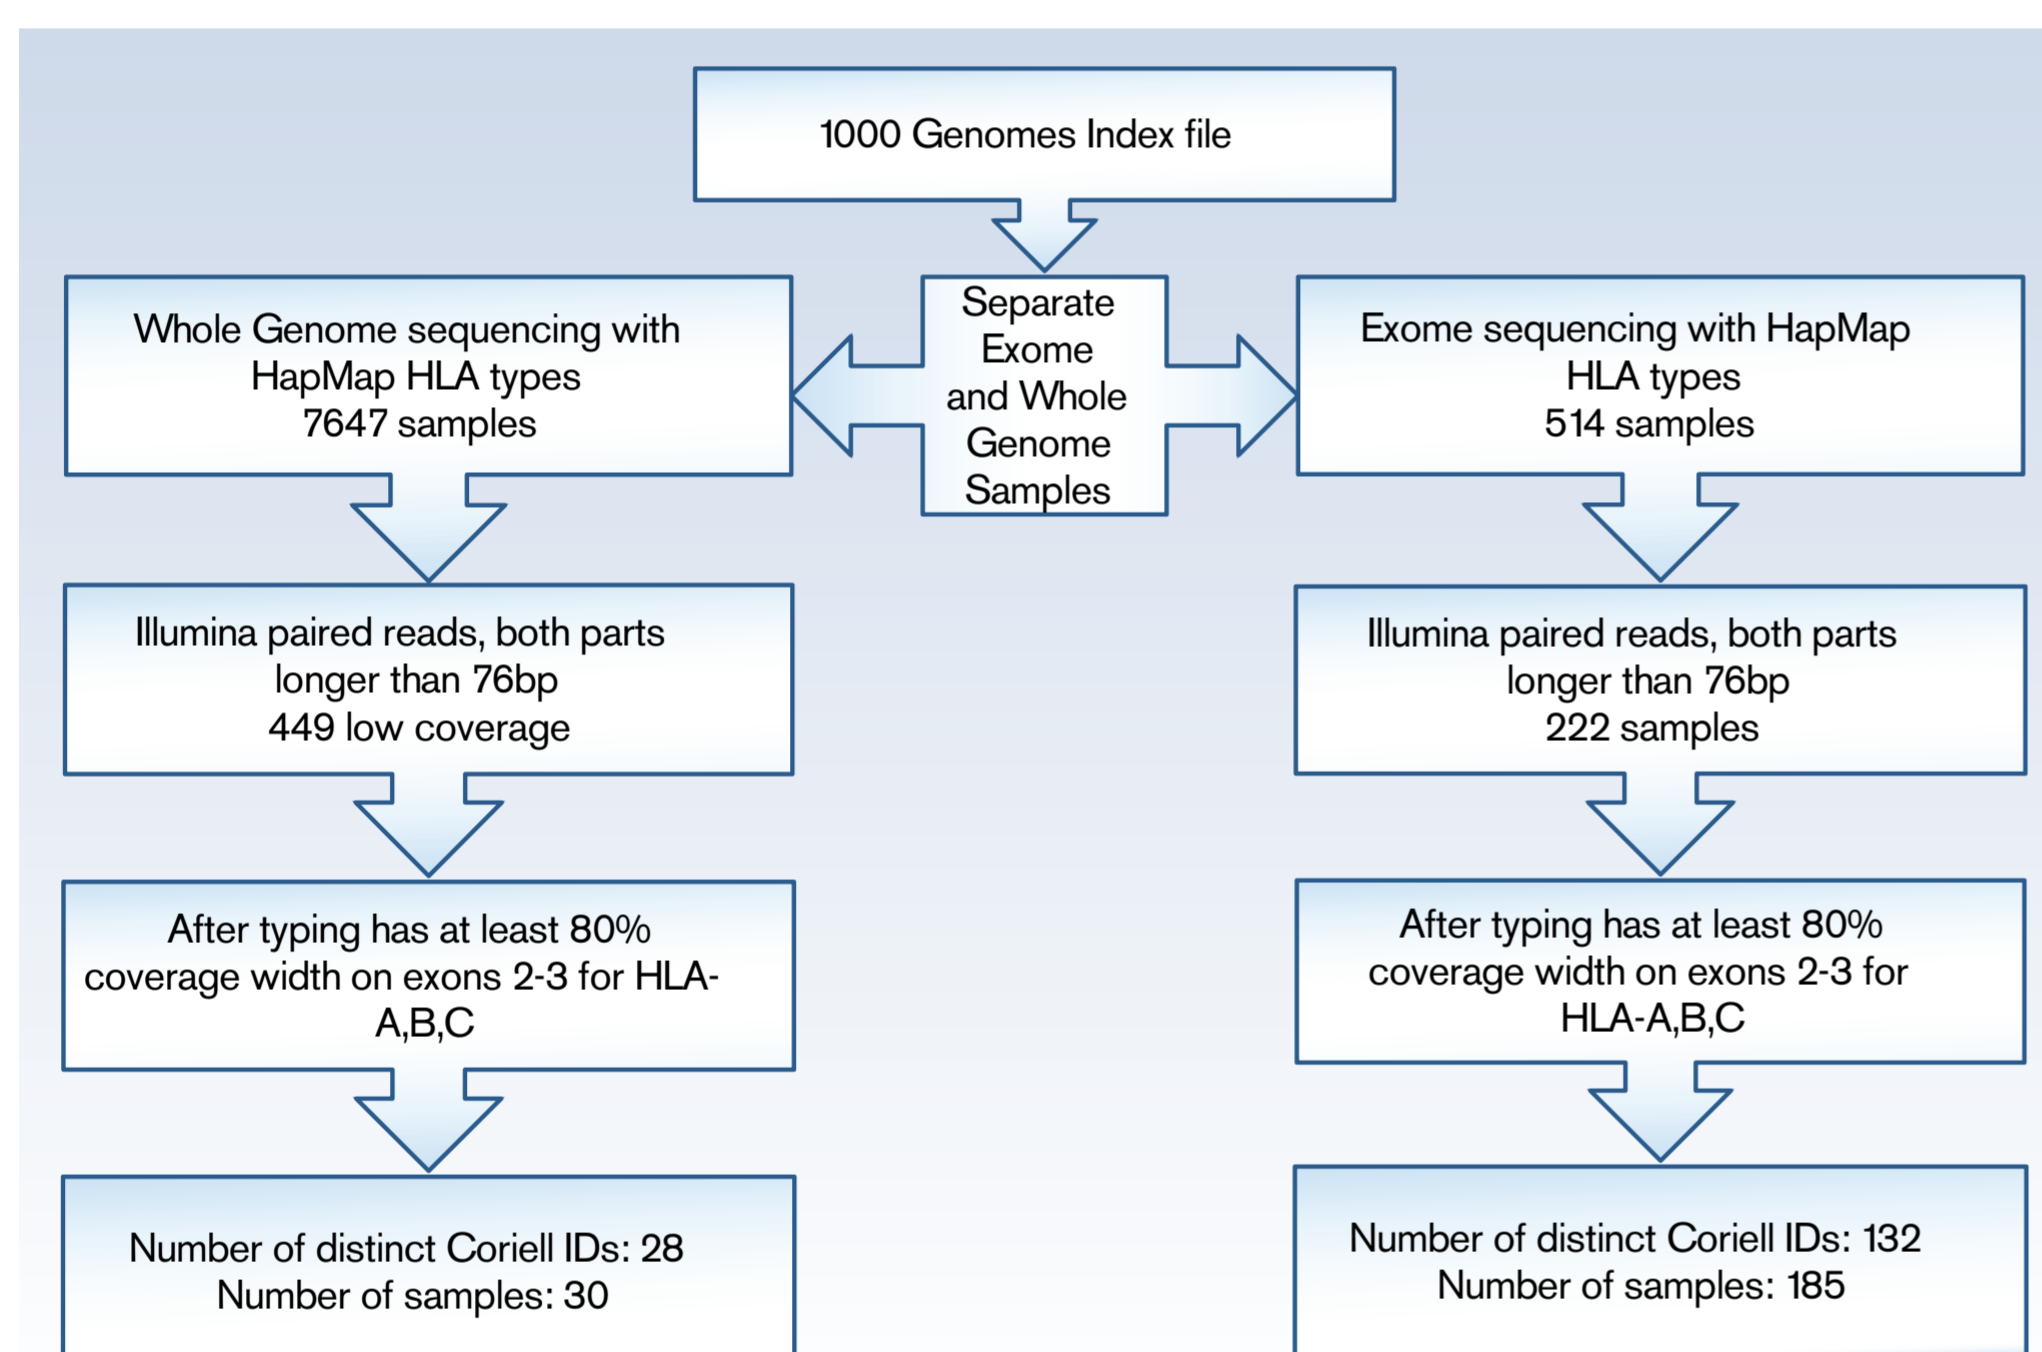 1000 Genomes Index file
Separate
Exome
and Whole
Genome
Samples
Whole Genome sequencing with
HapMap HLA types
7647 samples
Exome sequencing with HapMap
HLA types
514 samples
Illumina paired reads, both parts
longer than 76bp
449 low coverage
Illumina paired reads, both parts
longer than 76bp
222 samples
After typing has at least 80%
coverage width on exons 2-3 for HLA-
A,B,C
After typing has at least 80%
coverage width on exons 2-3 for
HLA-A,B,C
Number of distinct Coriell IDs: 28
Number of samples: 30
Number of distinct Coriell IDs: 132
Number of samples: 185